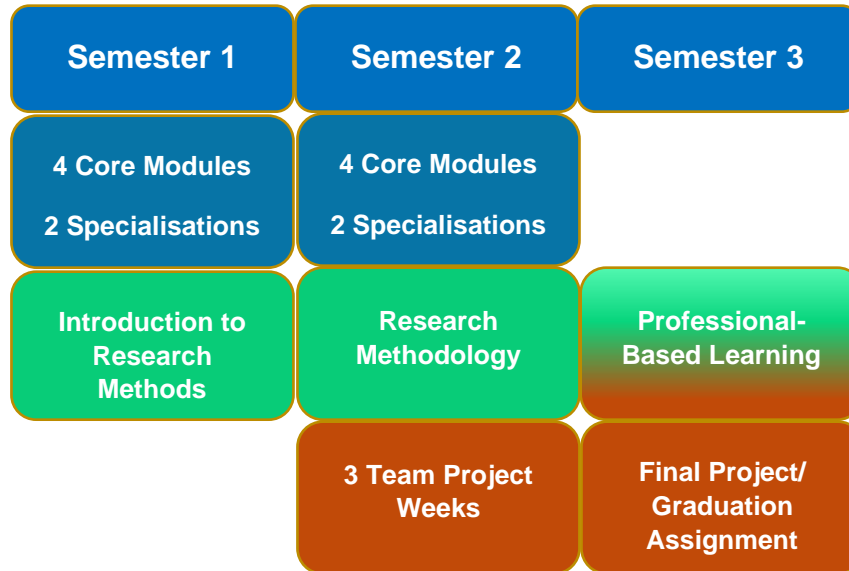 Semester 1
Semester 2
Semester 3
4 Core Modules
2 Specialisations
4 Core Modules
2 Specialisations
Introduction to
Research
Methods
Research
Methodology
Professional-
Based Learning
3 Team Project
Weeks
Final Project/
Graduation
Assignment